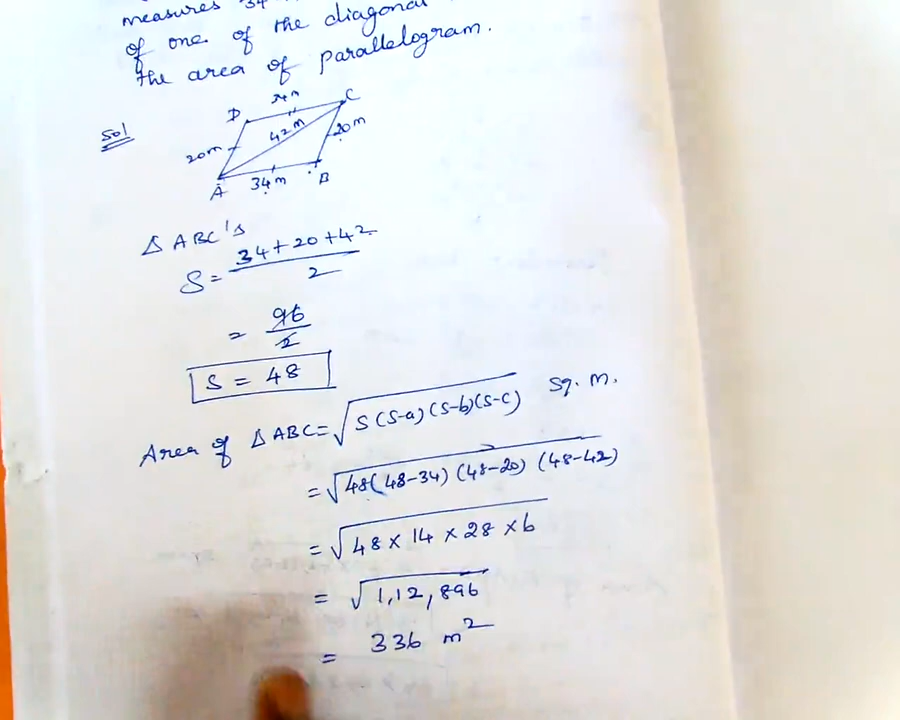 measures 34
of one of the diagonal
the area of parallelogram.
Sol
D
C
42m
20m
20m
A
34m
B
Δ ABC's
S = 34+20+42 / 2
= 96 / 2
S = 48
Area of Δ ABC = √S(S-a)(S-b)(S-c) Sq. m.
= √48(48-34)(48-20)(48-42)
= √48 × 14 × 28 × 6
= √1,12,896
= 336 m²